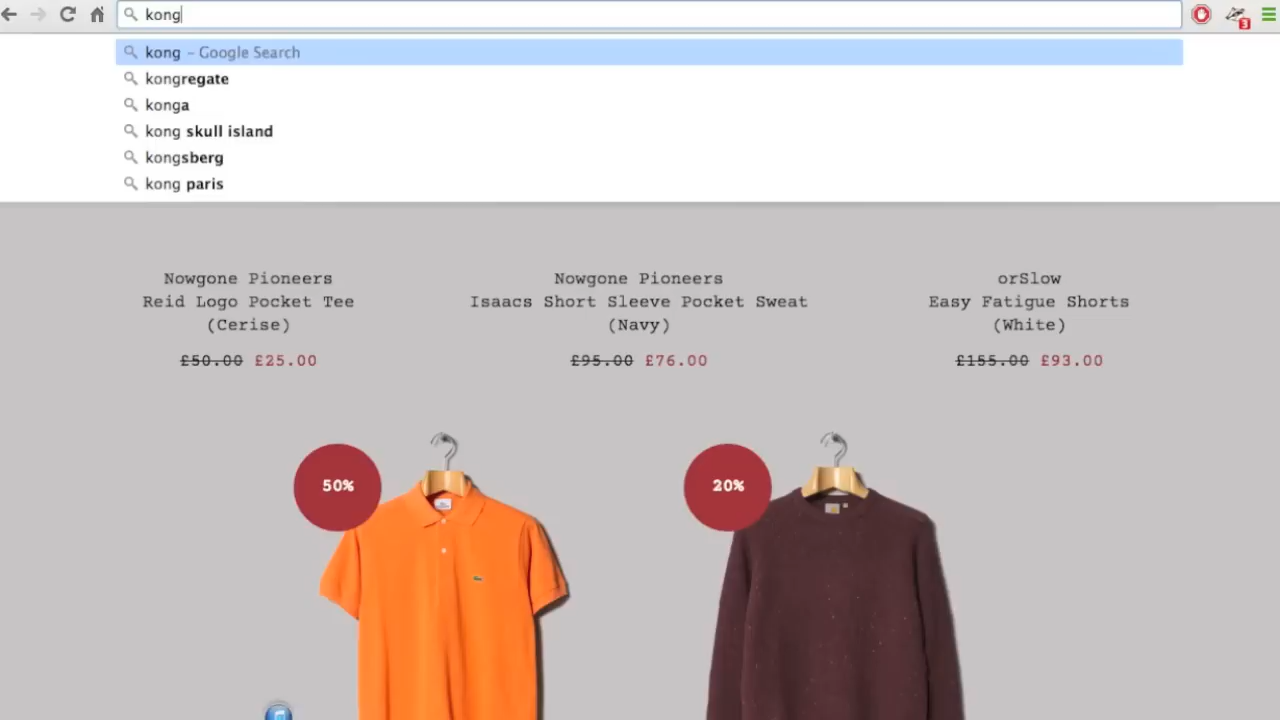 kong
kong – Google Search
kongregate
konga
kong skull island
kongsberg
kong paris
3
Nowgone Pioneers
Reid Logo Pocket Tee
(Cerise)
£50.00 £25.00
Nowgone Pioneers
Isaacs Short Sleeve Pocket Sweat
(Navy)
£95.00 £76.00
orSlow
Easy Fatigue Shorts
(White)
£155.00 £93.00
50%
20%